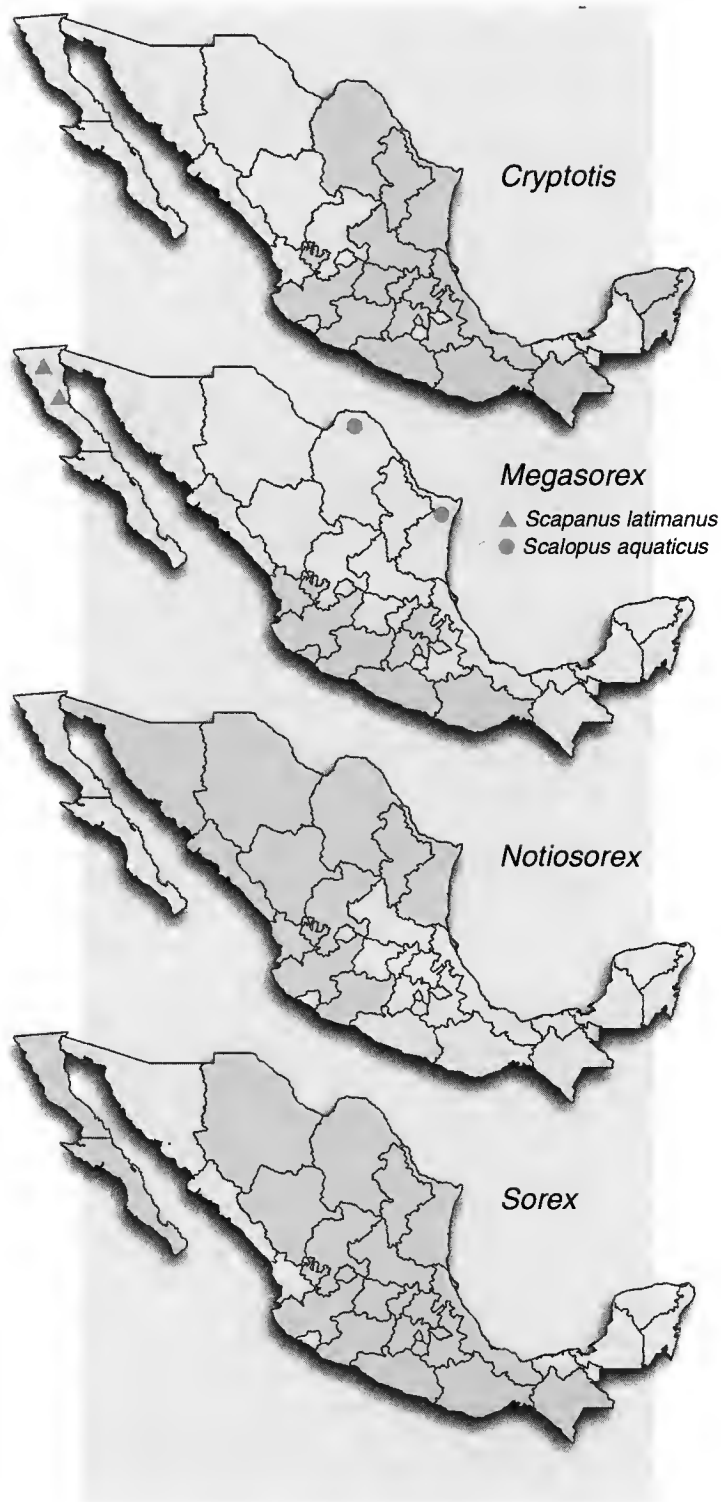 Cryptotis
Megasorex
Scapanus latimanus
Scalopus aquaticus
Notiosorex
Sorex